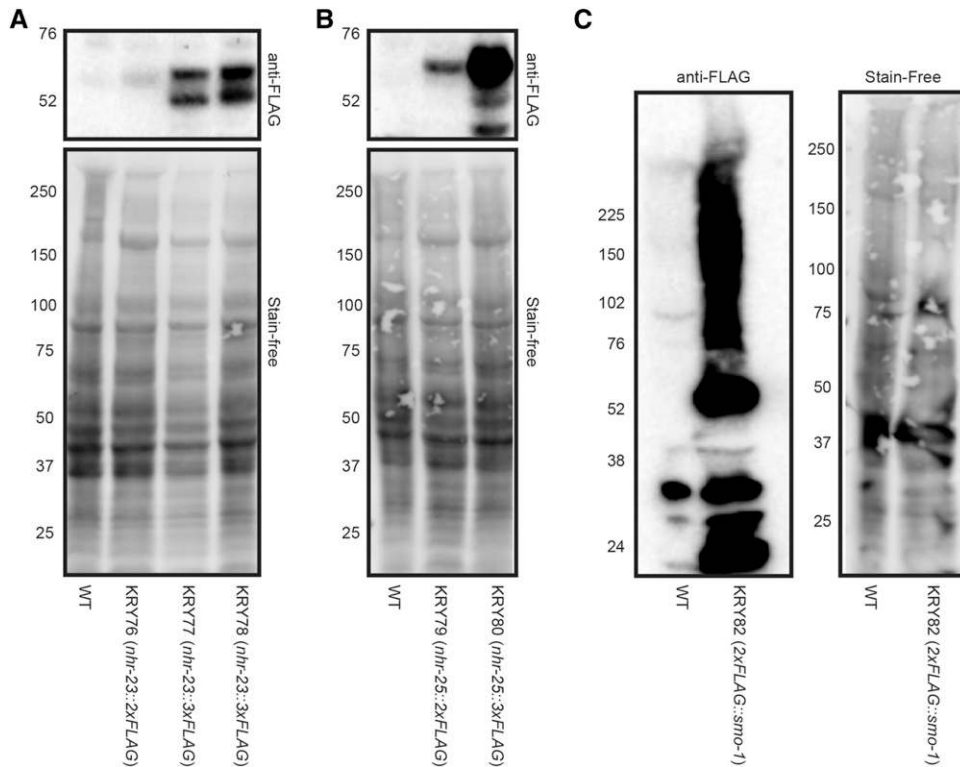 A
76
52
anti-FLAG
250
150
100
75
50
37
25
Stain-free
WT
KRY76 (nhr-23::2xFLAG)
KRY77 (nhr-23::3xFLAG)
KRY78 (nhr-23::3xFLAG)
B
76
52
anti-FLAG
250
150
100
75
50
37
25
Stain-free
WT
KRY79 (nhr-25::2xFLAG)
KRY80 (nhr-25::3xFLAG)
C
anti-FLAG
225
150
102
76
52
38
24
WT
KRY82 (2xFLAG::smo-1)
Stain-Free
250
150
100
75
50
37
25
WT
KRY82 (2xFLAG::smo-1)